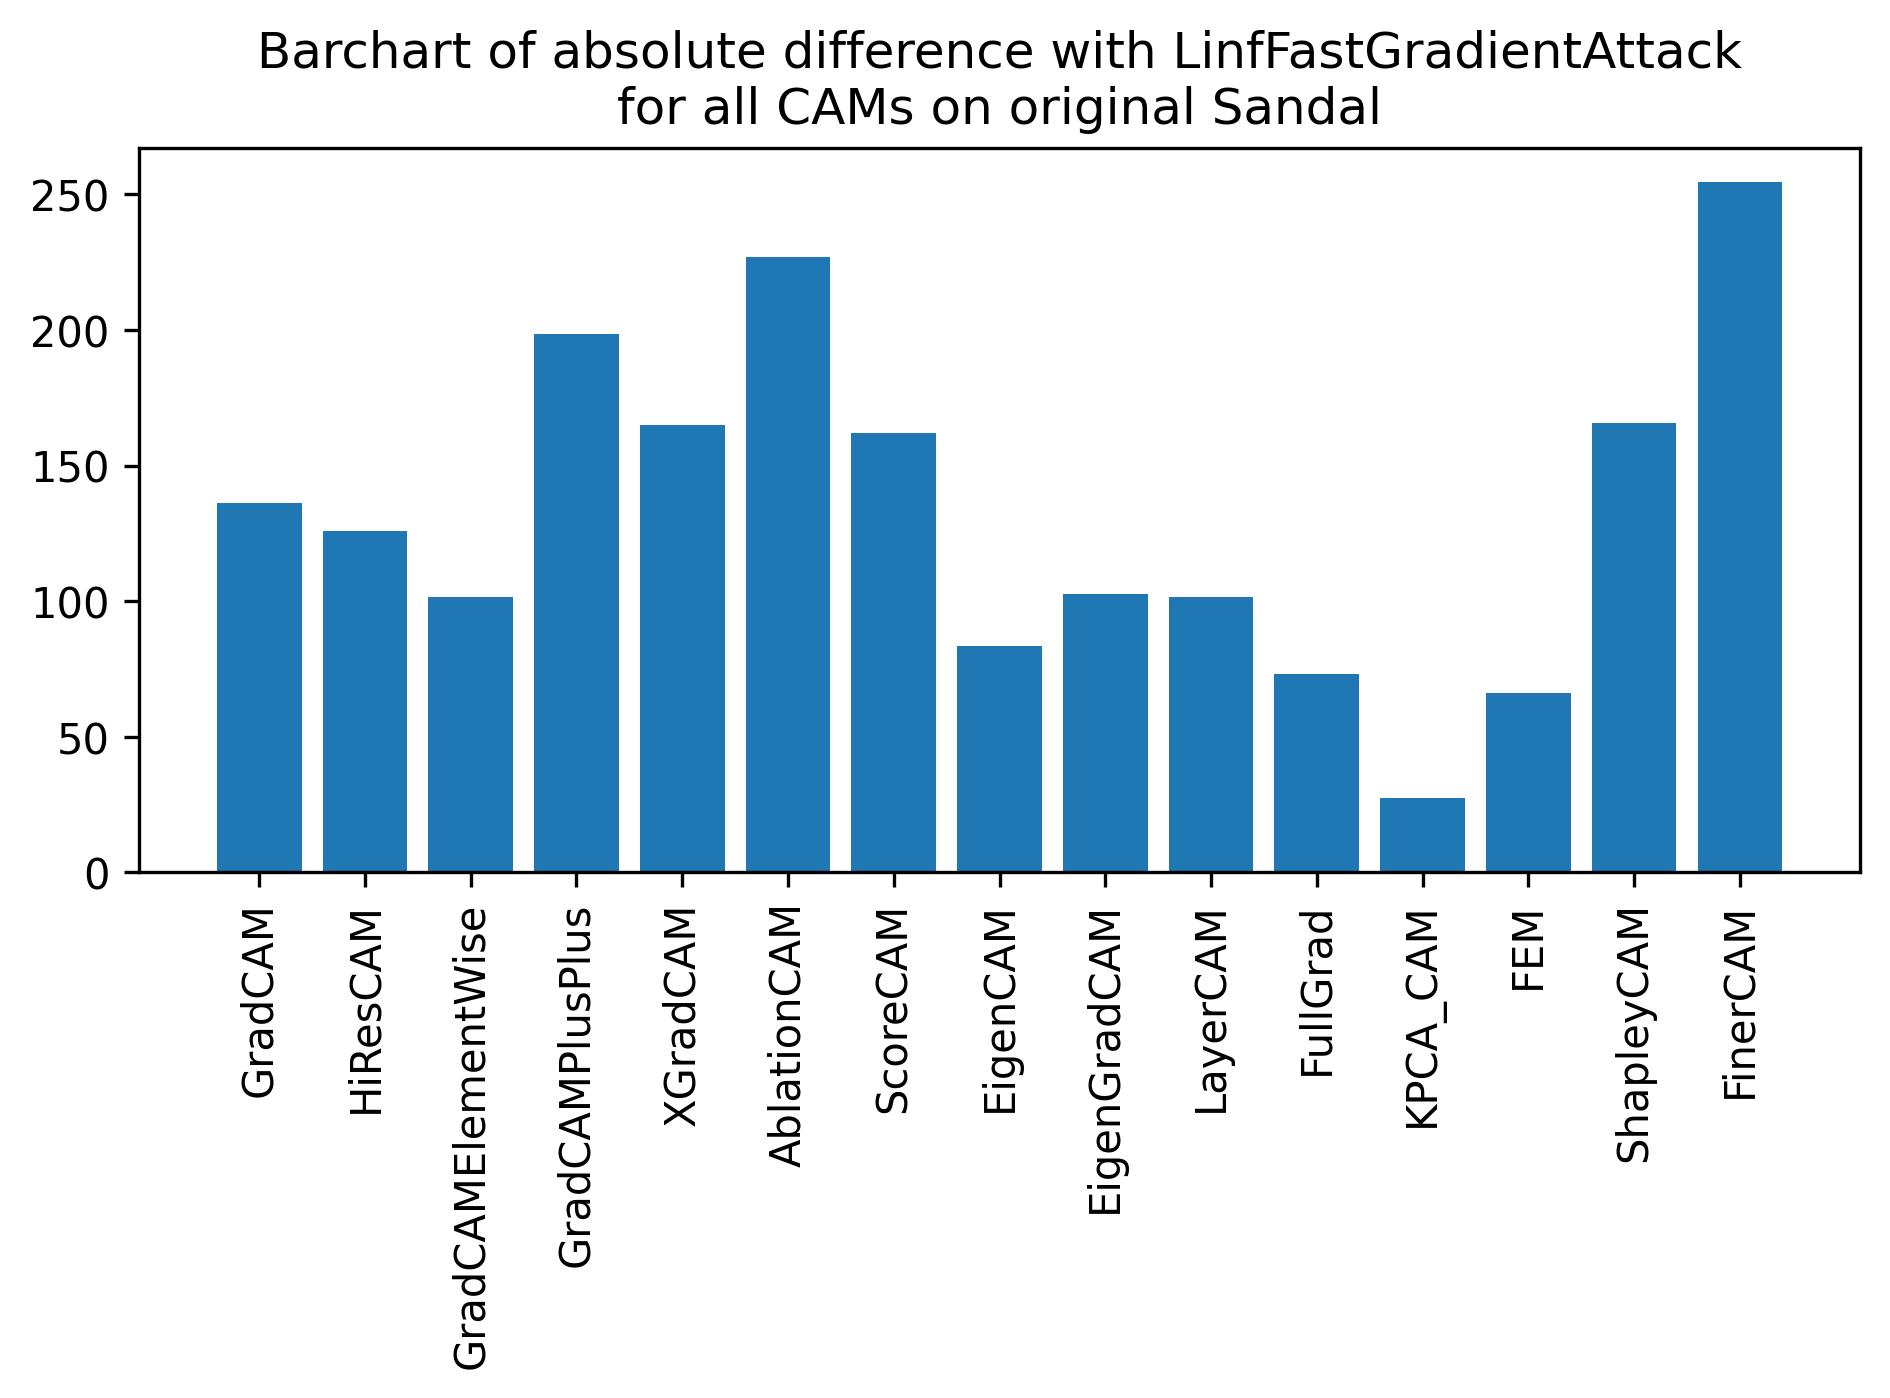 Barchart of absolute difference with LinfFastGradientAttack
for all CAMs on original Sandal
250
200
150
100
50
0
GradCAM
HiResCAM
GradCAMElementWise
GradCAMPlusPlus
XGradCAM
AblationCAM
ScoreCAM
EigenCAM
EigenGradCAM
LayerCAM
FullGrad
KPCA_CAM
FEM
ShapleyCAM
FinerCAM